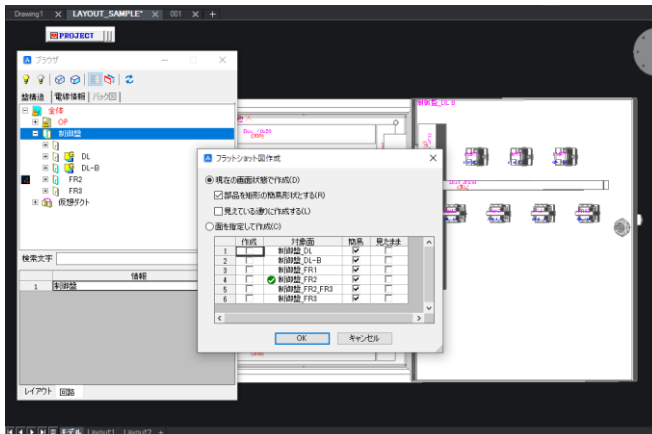 Drawing1 × LAYOUT_SAMPLE* × 001 × +
PROJECT
ブラウザ
盤構造 電線情報 パック図
全体
OP
制御盤
DL
DL-B
FR2
FR3
仮想ダクト
検索文字
情報
1 制御盤
レイアウト 回路
制御盤_DL-B
フラットショット図作成
現在の画面状態で作成(D)
部品を矩形の簡易形状とする(R)
見えている通りに作成する(L)
面を指定して作成(C)
作成 対象面 簡易 見たまま
1 制御盤_DL
2 制御盤_DL-B
3 制御盤_FR1
4 制御盤_FR2
5 制御盤_FR2_FR3
6 制御盤_FR3
OK キャンセル
モデル Layout1 Layout2 +